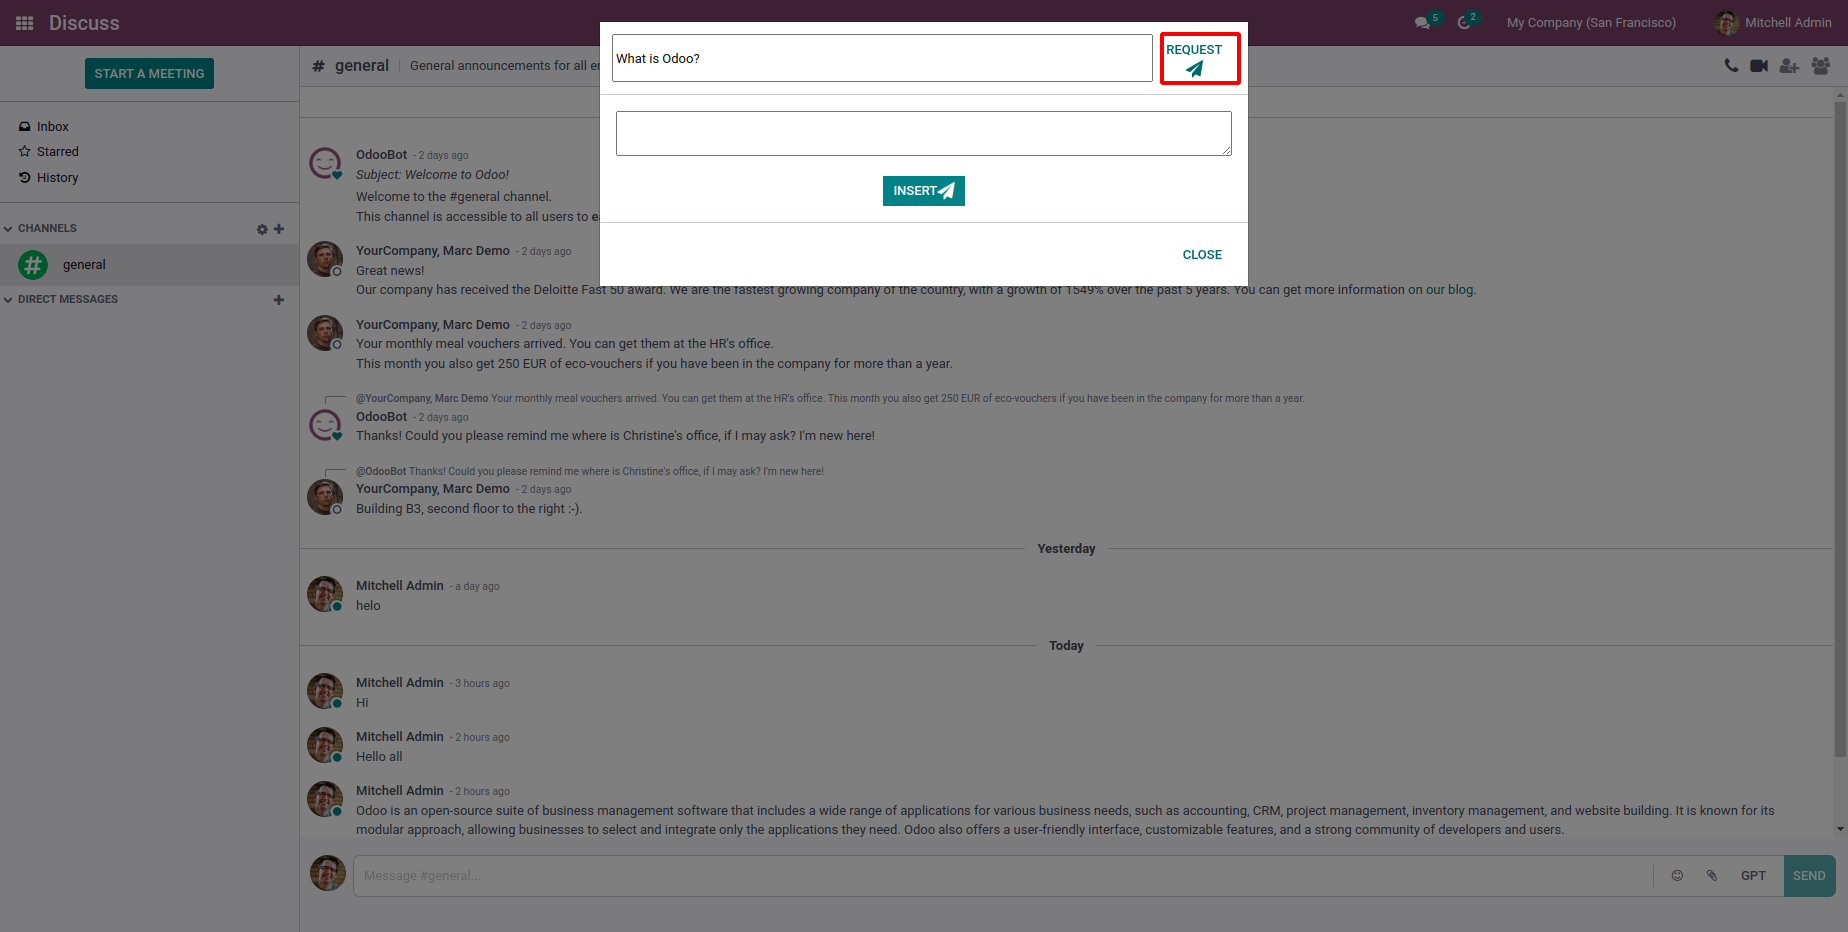 Discuss
5
2
My Company (San Francisco)
Mitchell Admin
START A MEETING
Inbox
Starred
History
CHANNELS
general
DIRECT MESSAGES
# general
General announcements for all er
What is Odoo?
REQUEST
INSERT
CLOSE
OdooBot - 2 days ago
Subject: Welcome to Odoo!
Welcome to the #general channel.
This channel is accessible to all users to ea
YourCompany, Marc Demo - 2 days ago
Great news!
Our company has received the Deloitte Fast 50 award. We are the fastest growing company of the country, with a growth of 1549% over the past 5 years. You can get more information on our blog.
YourCompany, Marc Demo - 2 days ago
Your monthly meal vouchers arrived. You can get them at the HR's office.
This month you also get 250 EUR of eco-vouchers if you have been in the company for more than a year.
@YourCompany, Marc Demo Your monthly meal vouchers arrived. You can get them at the HR's office. This month you also get 250 EUR of eco-vouchers if you have been in the company for more than a year.
OdooBot - 2 days ago
Thanks! Could you please remind me where is Christine's office, if I may ask? I'm new here!
@OdooBot Thanks! Could you please remind me where is Christine's office, if I may ask? I'm new here!
YourCompany, Marc Demo - 2 days ago
Building B3, second floor to the right :-).
Yesterday
Mitchell Admin - a day ago
helo
Today
Mitchell Admin - 3 hours ago
Hi
Mitchell Admin - 2 hours ago
Hello all
Mitchell Admin - 2 hours ago
Odoo is an open-source suite of business management software that includes a wide range of applications for various business needs, such as accounting, CRM, project management, inventory management, and website building. It is known for its
modular approach, allowing businesses to select and integrate only the applications they need. Odoo also offers a user-friendly interface, customizable features, and a strong community of developers and users.
Message #general...
GPT
SEND